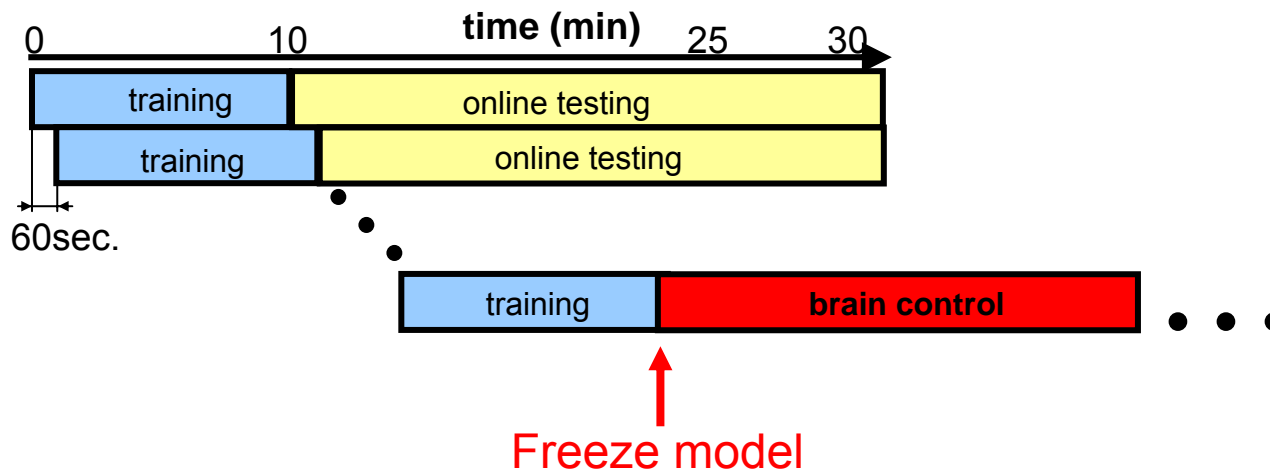 time (min)
0 10 25 30
training online testing
training online testing
60sec.
training brain control
Freeze model